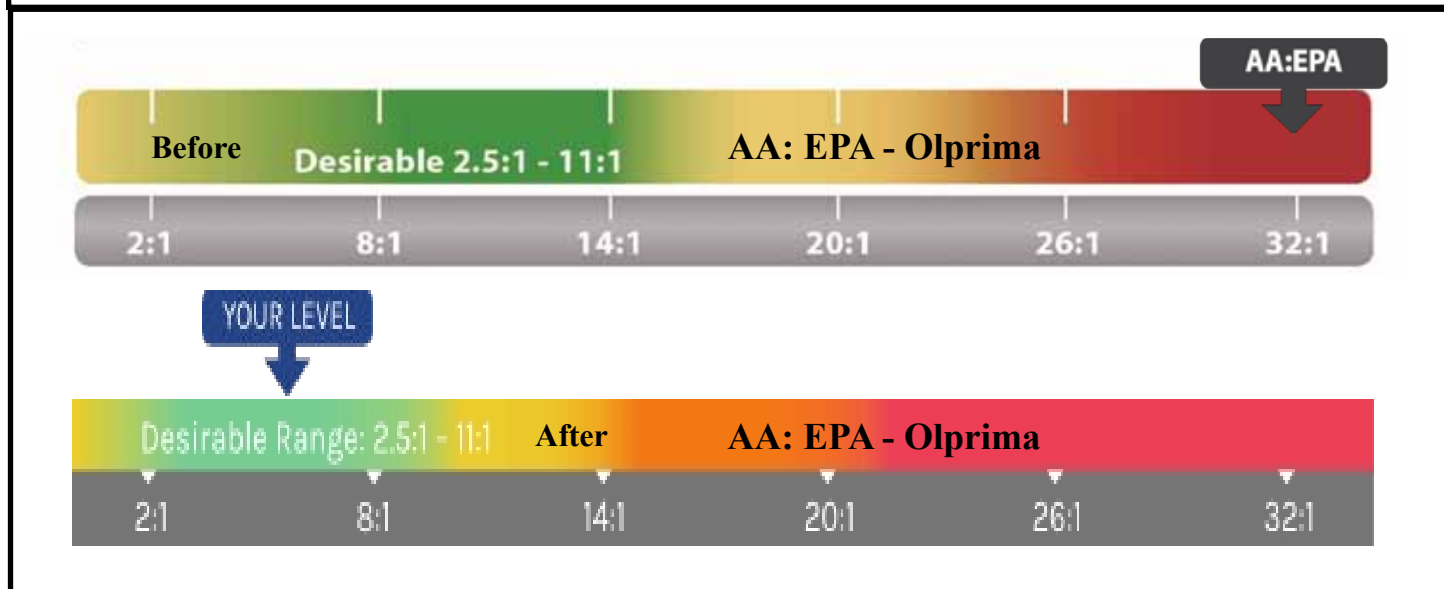 AA:EPA
Before
Desirable 2.5:1 - 11:1
AA: EPA - Olprima
2:1 8:1 14:1 20:1 26:1 32:1
YOUR LEVEL
Desirable Range: 2.5:1 - 11:1
After
AA: EPA - Olprima
2:1 8:1 14:1 20:1 26:1 32:1